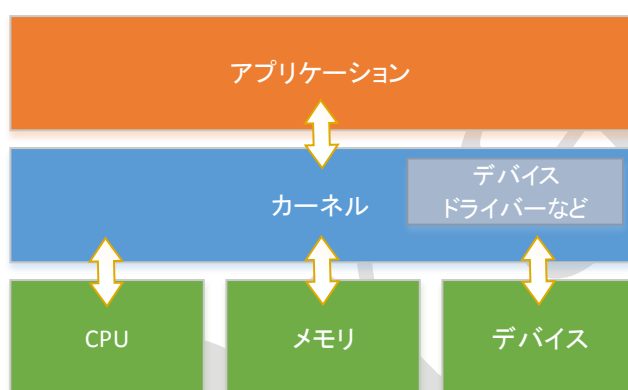 アプリケーション
カーネル
デバイス
ドライバーなど
CPU
メモリ
デバイス